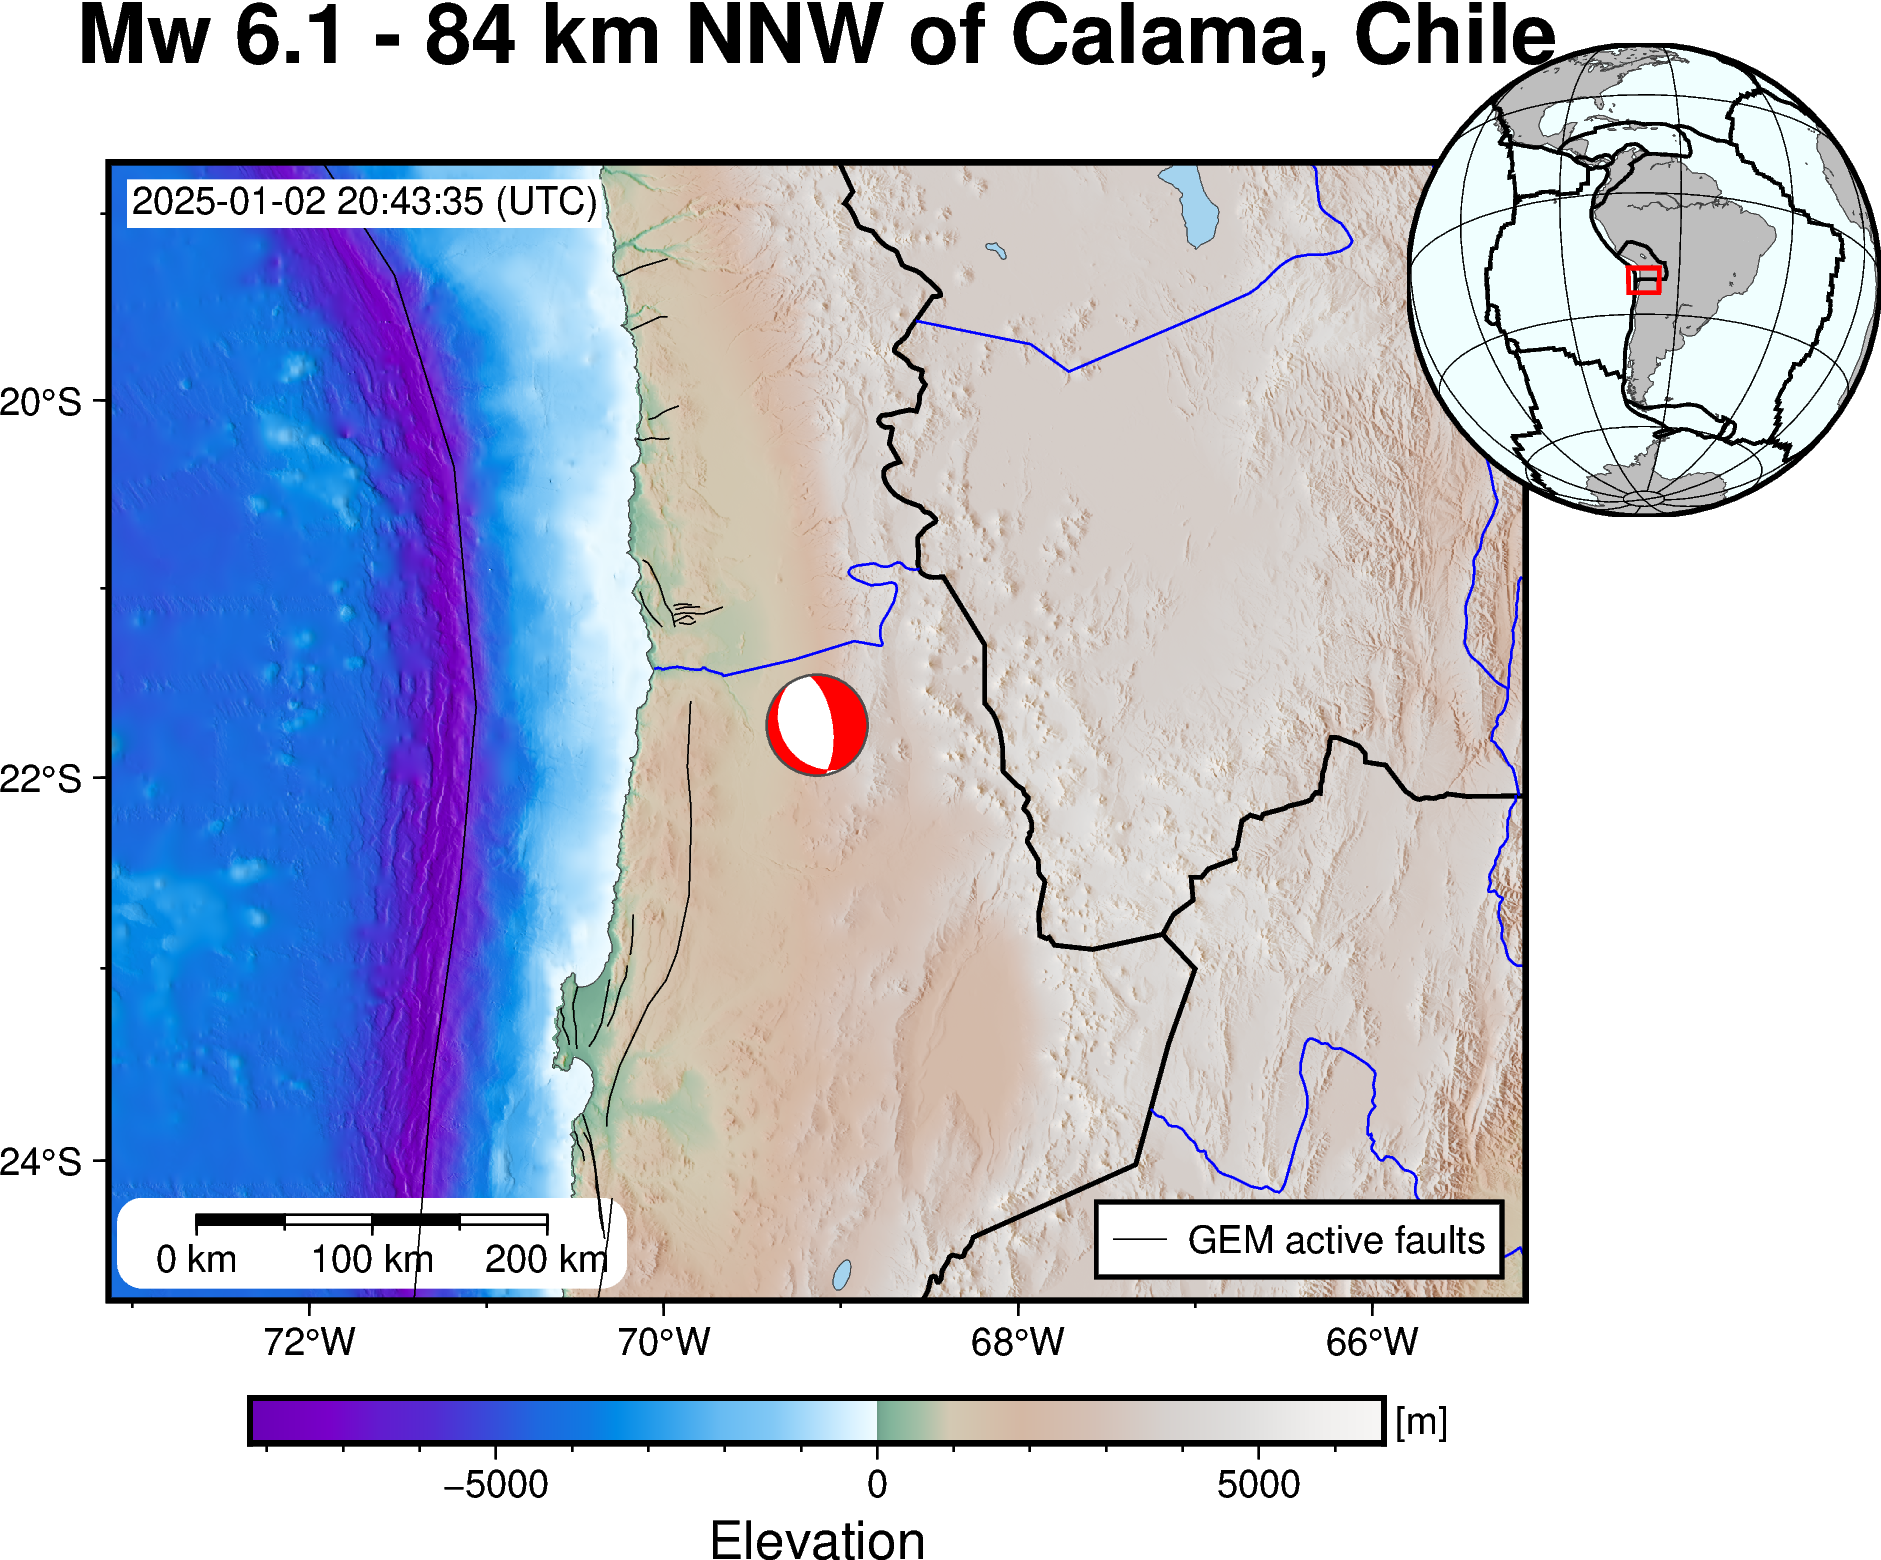 Mw 6.1 - 84 km NNW of Calama, Chile
2025-01-02 20:43:35 (UTC)
20°S
22°S
24°S
0 km 100 km 200 km
GEM active faults
72°W 70°W 68°W 66°W
[m]
−5000 0 5000
Elevation